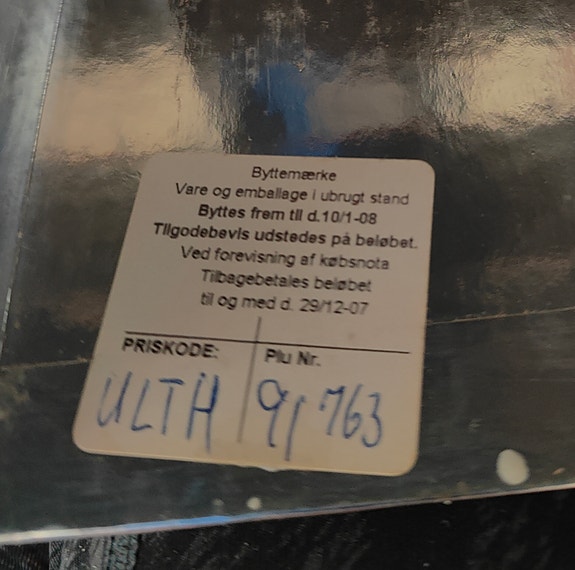 Byttemærke
Vare og emballage i ubrugt stand
Byttes frem til d.10/1-08
Tilgodebevis udstedes på beløbet.
Ved forevisning af købsnota
Tilbagebetales beløbet
til og med d. 29/12-07
PRISKODE: Plu Nr.
ULTH 91763